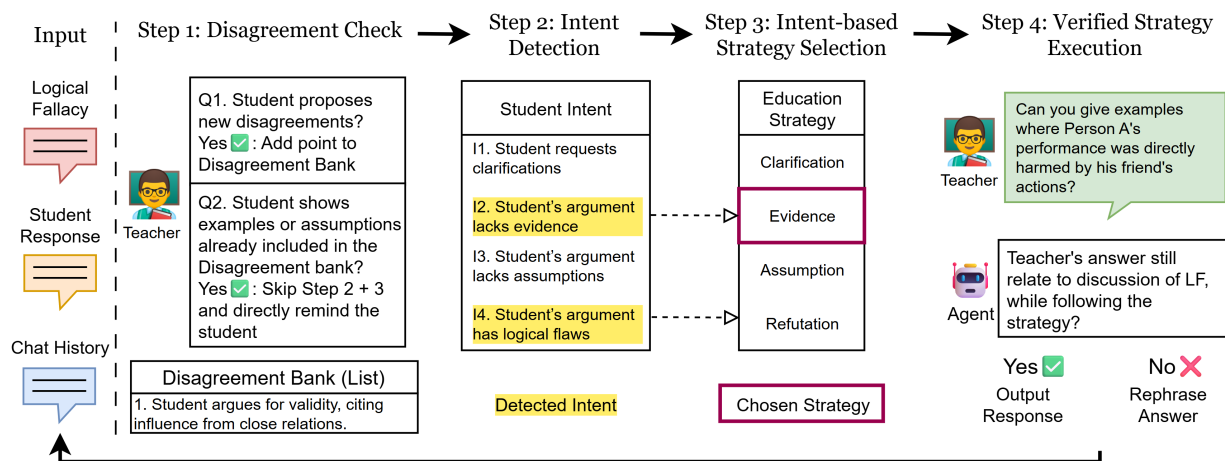 Input
Step 1: Disagreement Check
Step 2: Intent
Detection
Step 3: Intent-based
Strategy Selection
Step 4: Verified Strategy
Execution
Logical
Fallacy
Student
Response
Chat History
Teacher
Q1. Student proposes
new disagreements?
Yes ✅: Add point to
Disagreement Bank
Q2. Student shows
examples or assumptions
already included in the
Disagreement bank?
Yes ✅: Skip Step 2 + 3
and directly remind the
student
Disagreement Bank (List)
1. Student argues for validity, citing
influence from close relations.
Student Intent
I1. Student requests
clarifications
I2. Student's argument
lacks evidence
I3. Student's argument
lacks assumptions
I4. Student's argument
has logical flaws
Detected Intent
Education
Strategy
Clarification
Evidence
Assumption
Refutation
Chosen Strategy
Teacher
Can you give examples
where Person A's
performance was directly
harmed by his friend's
actions?
Agent
Teacher's answer still
relate to discussion of LF,
while following the
strategy?
Yes ✅
Output
Response
No ❌
Rephrase
Answer